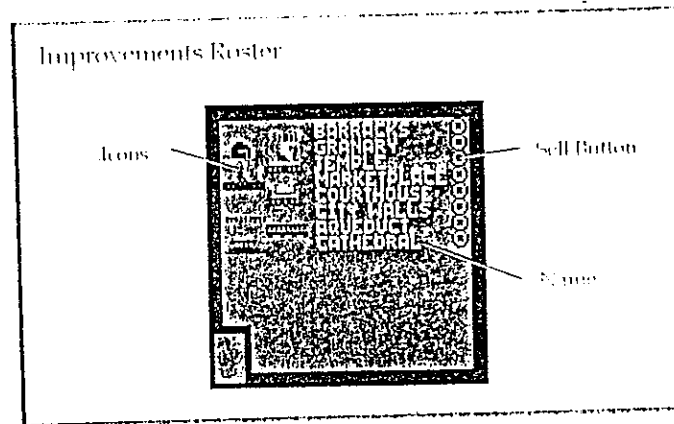 Improvements Roster
Icons
BARRACKS
GRANARY
TEMPLE
MARKETPLACE
COURTHOUSE
CITY WALLS
AQUEDUCT
CATHEDRAL
Sell Button
Name